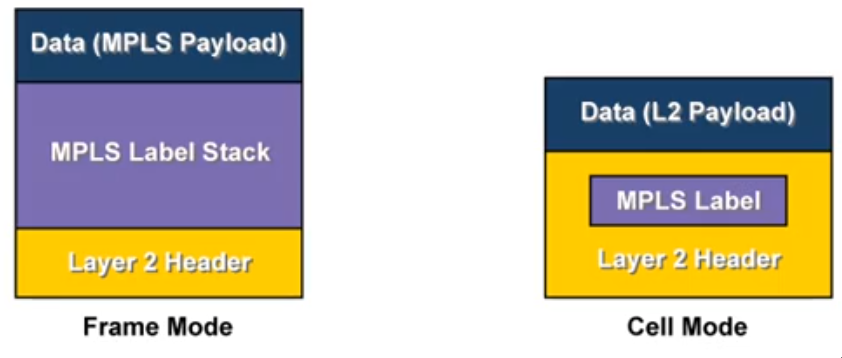 Data (MPLS Payload)
MPLS Label Stack
Layer 2 Header
Frame Mode
Data (L2 Payload)
MPLS Label
Layer 2 Header
Cell Mode